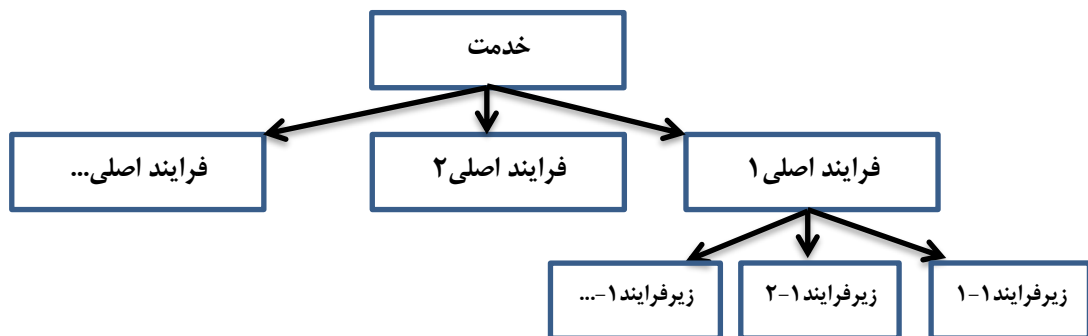 خدمت
فرایند اصلی۱
فرایند اصلی۲
فرایند اصلی...
زیرفرایند۱-۱
زیرفرایند۱-۲
زیرفرایند۱-...